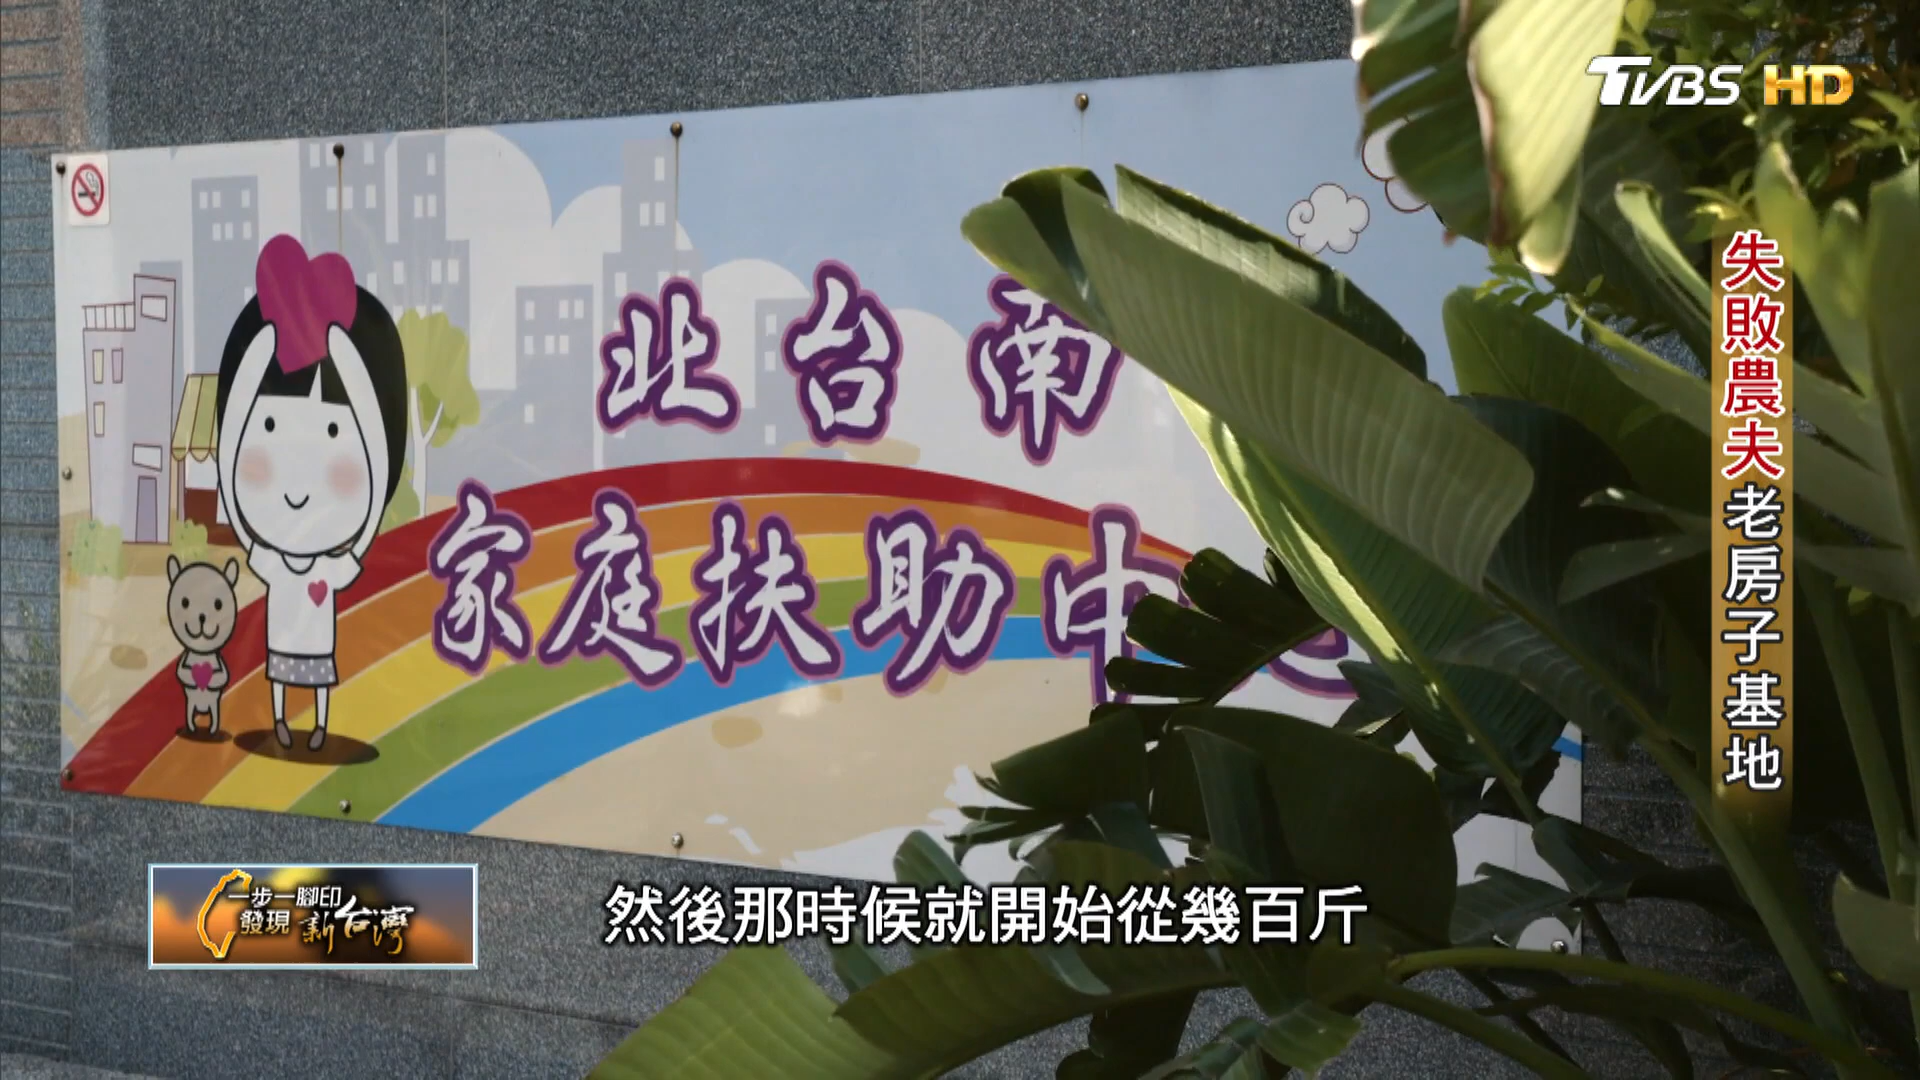 TVBS HD
失敗農夫老房子基地
北台南
家庭扶助中
一步一腳印
發現新台灣
然後那時候就開始從幾百斤